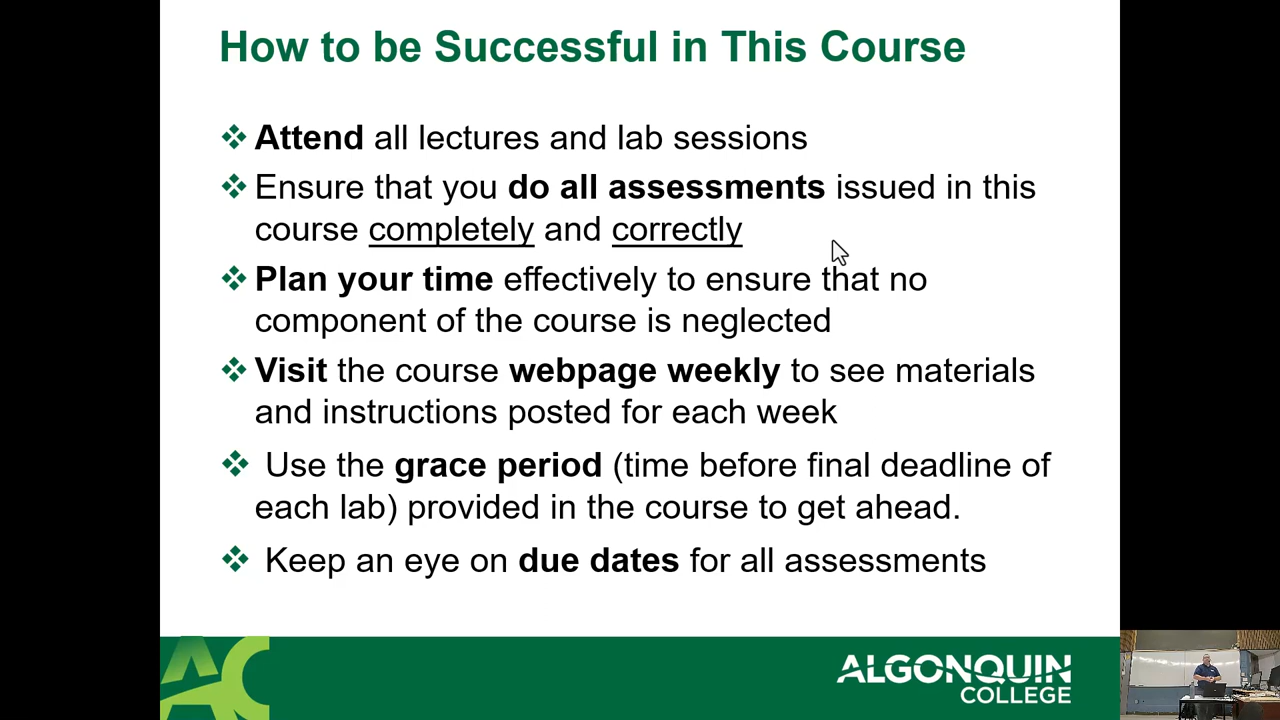 How to be Successful in This Course
❖ Attend all lectures and lab sessions
❖ Ensure that you do all assessments issued in this
course completely and correctly
❖ Plan your time effectively to ensure that no
component of the course is neglected
❖ Visit the course webpage weekly to see materials
and instructions posted for each week
❖ Use the grace period (time before final deadline of
each lab) provided in the course to get ahead.
❖ Keep an eye on due dates for all assessments
AC
ALGONQUIN
COLLEGE